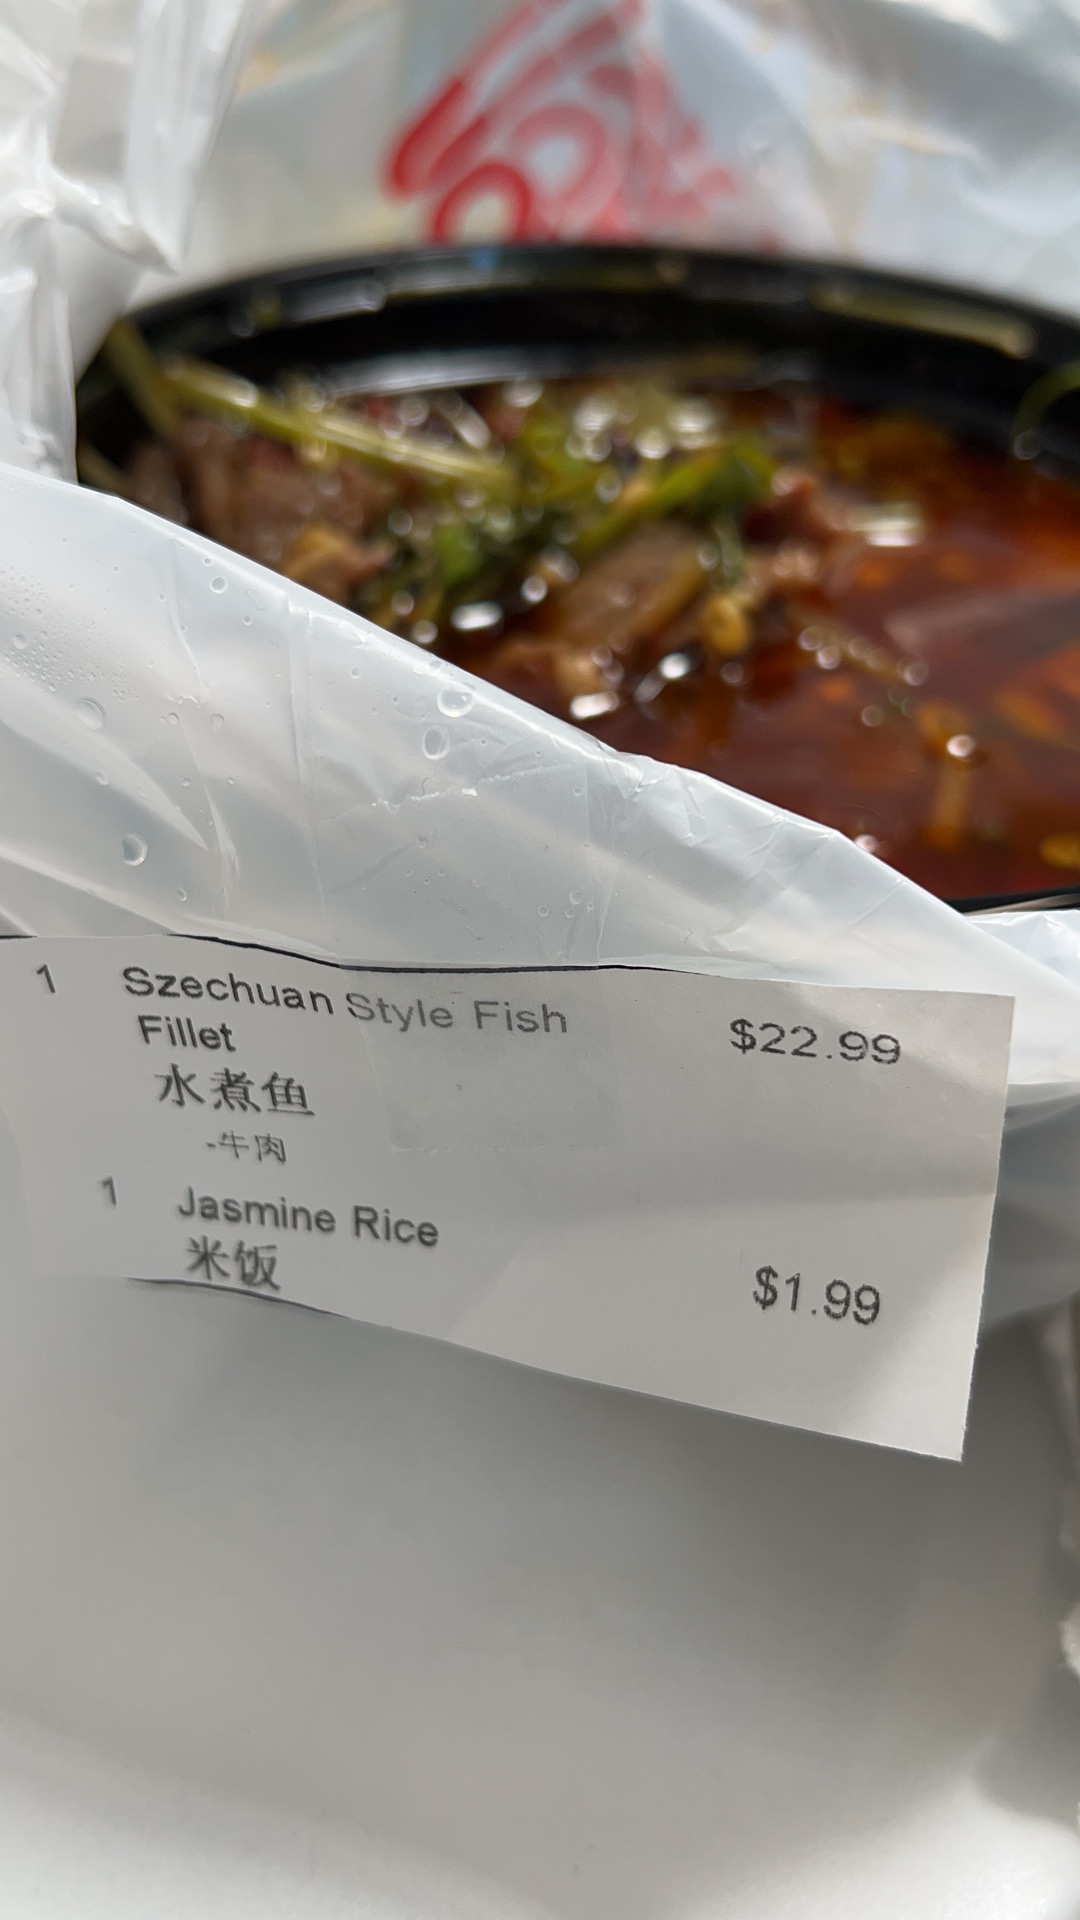 1 Szechuan Style Fish $22.99
Fillet
水煮鱼
-牛肉
1 Jasmine Rice
米饭 $1.99